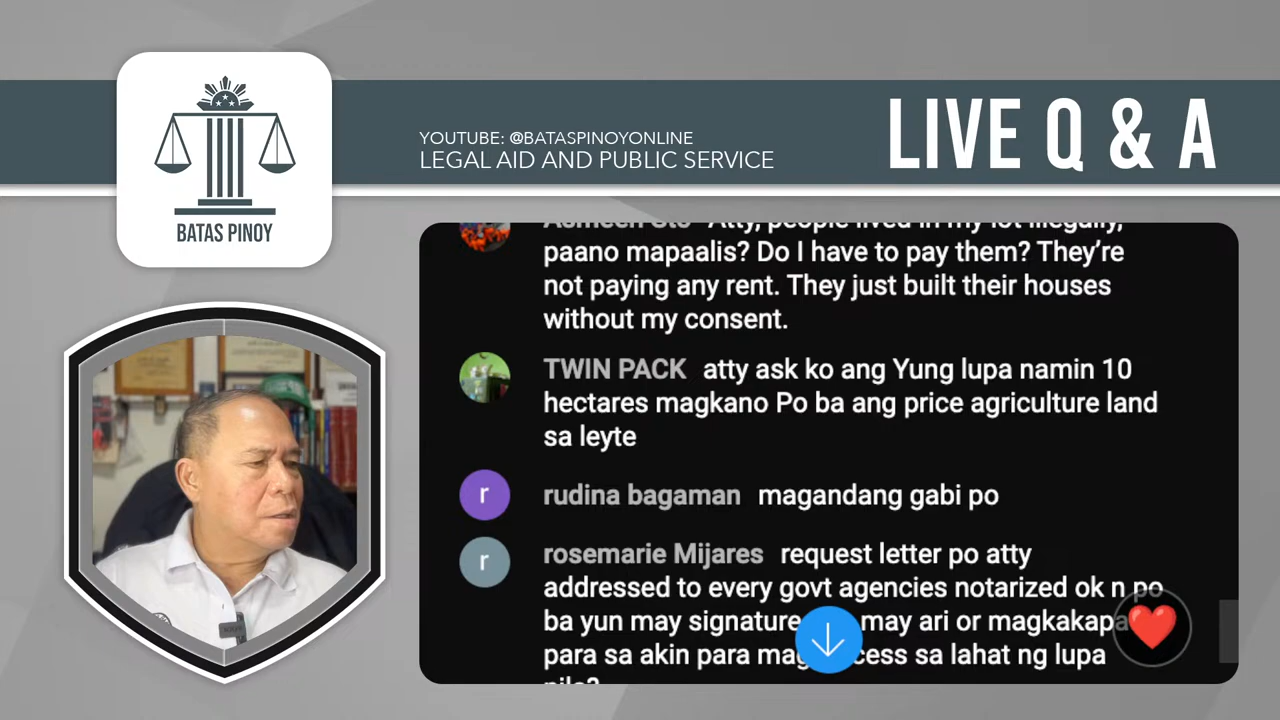 YOUTUBE: @BATASPINOYONLINE
LEGAL AID AND PUBLIC SERVICE
LIVE Q & A
BATAS PINOY
Atty, people lived in my lot illegally,
paano mapaalis? Do I have to pay them? They’re
not paying any rent. They just built their houses
without my consent.
TWIN PACK atty ask ko ang Yung lupa namin 10
hectares magkano Po ba ang price agriculture land
sa leyte
r rudina bagaman magandang gabi po
r rosemarie Mijares request letter po atty
addressed to every govt agencies notarized ok n po
ba yun may signature may ari or magkakapa
para sa akin para mag cess sa lahat ng lupa